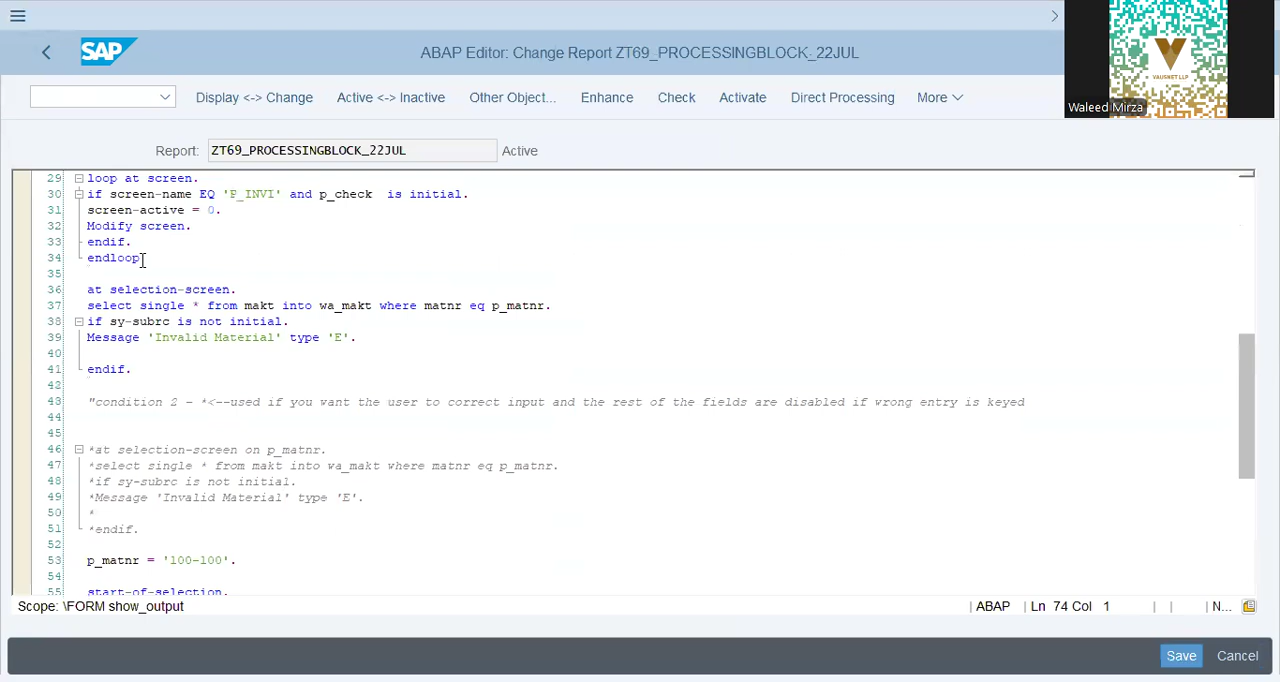 SAP
ABAP Editor: Change Report ZT69_PROCESSINGBLOCK_22JUL
VAUSNET LLP
Waleed Mirza
Display <-> Change Active <-> Inactive Other Object... Enhance Check Activate Direct Processing More
Report: ZT69_PROCESSINGBLOCK_22JUL Active
29 loop at screen.
30 if screen-name EQ 'P_INVI' and p_check is initial.
31 screen-active = 0.
32 Modify screen.
33 endif.
34 endloop
35
36 at selection-screen.
37 select single * from makt into wa_makt where matnr eq p_matnr.
38 if sy-subrc is not initial.
39 Message 'Invalid Material' type 'E'.
40
41 endif.
42
43 "condition 2 - *<--used if you want the user to correct input and the rest of the fields are disabled if wrong entry is keyed
44
45
46 *at selection-screen on p_matnr.
47 *select single * from makt into wa_makt where matnr eq p_matnr.
48 *if sy-subrc is not initial.
49 *Message 'Invalid Material' type 'E'.
50 *
51 *endif.
52
53 p_matnr = '100-100'.
54
55 start-of-selection.
Scope: \FORM show_output ABAP Ln 74 Col 1 N...
Save Cancel